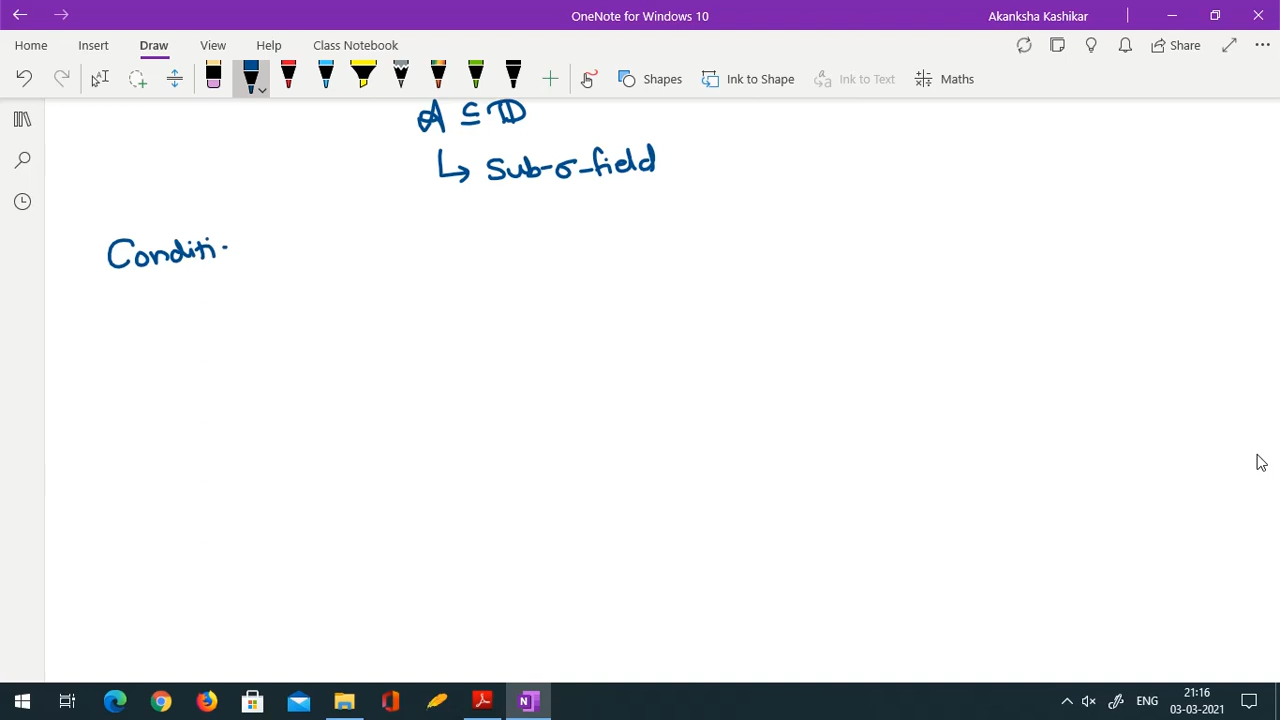 OneNote for Windows 10
Akanksha Kashikar
Home Insert Draw View Help Class Notebook
Share
Shapes
Ink to Shape
Ink to Text
Maths
𝔸 ⊆ 𝔻
↳ Sub-σ-field
Conditi
ENG
21:16
03-03-2021